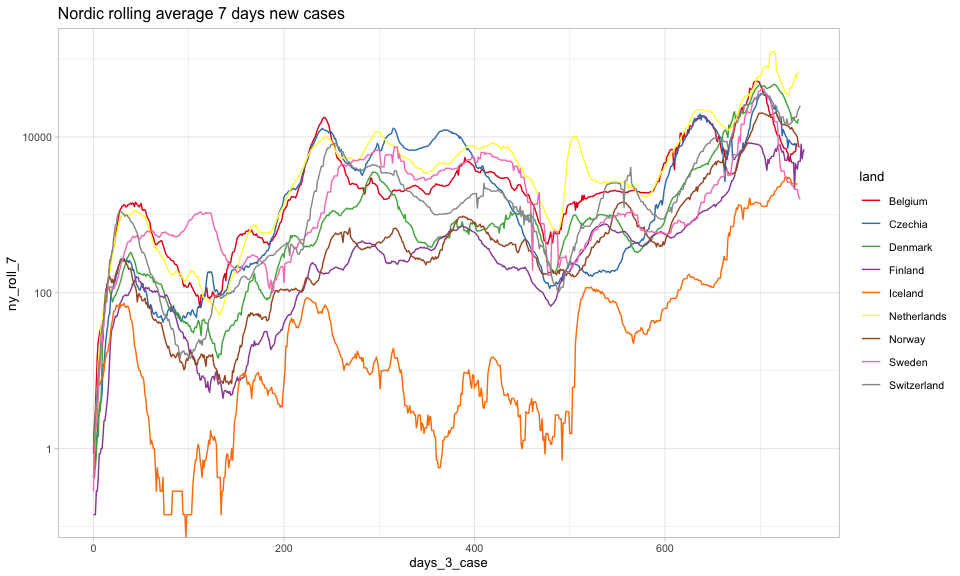 Nordic rolling average 7 days new cases
ny_roll_7
10000
100
1
0
200
400
600
days_3_case
land
Belgium
Czechia
Denmark
Finland
Iceland
Netherlands
Norway
Sweden
Switzerland